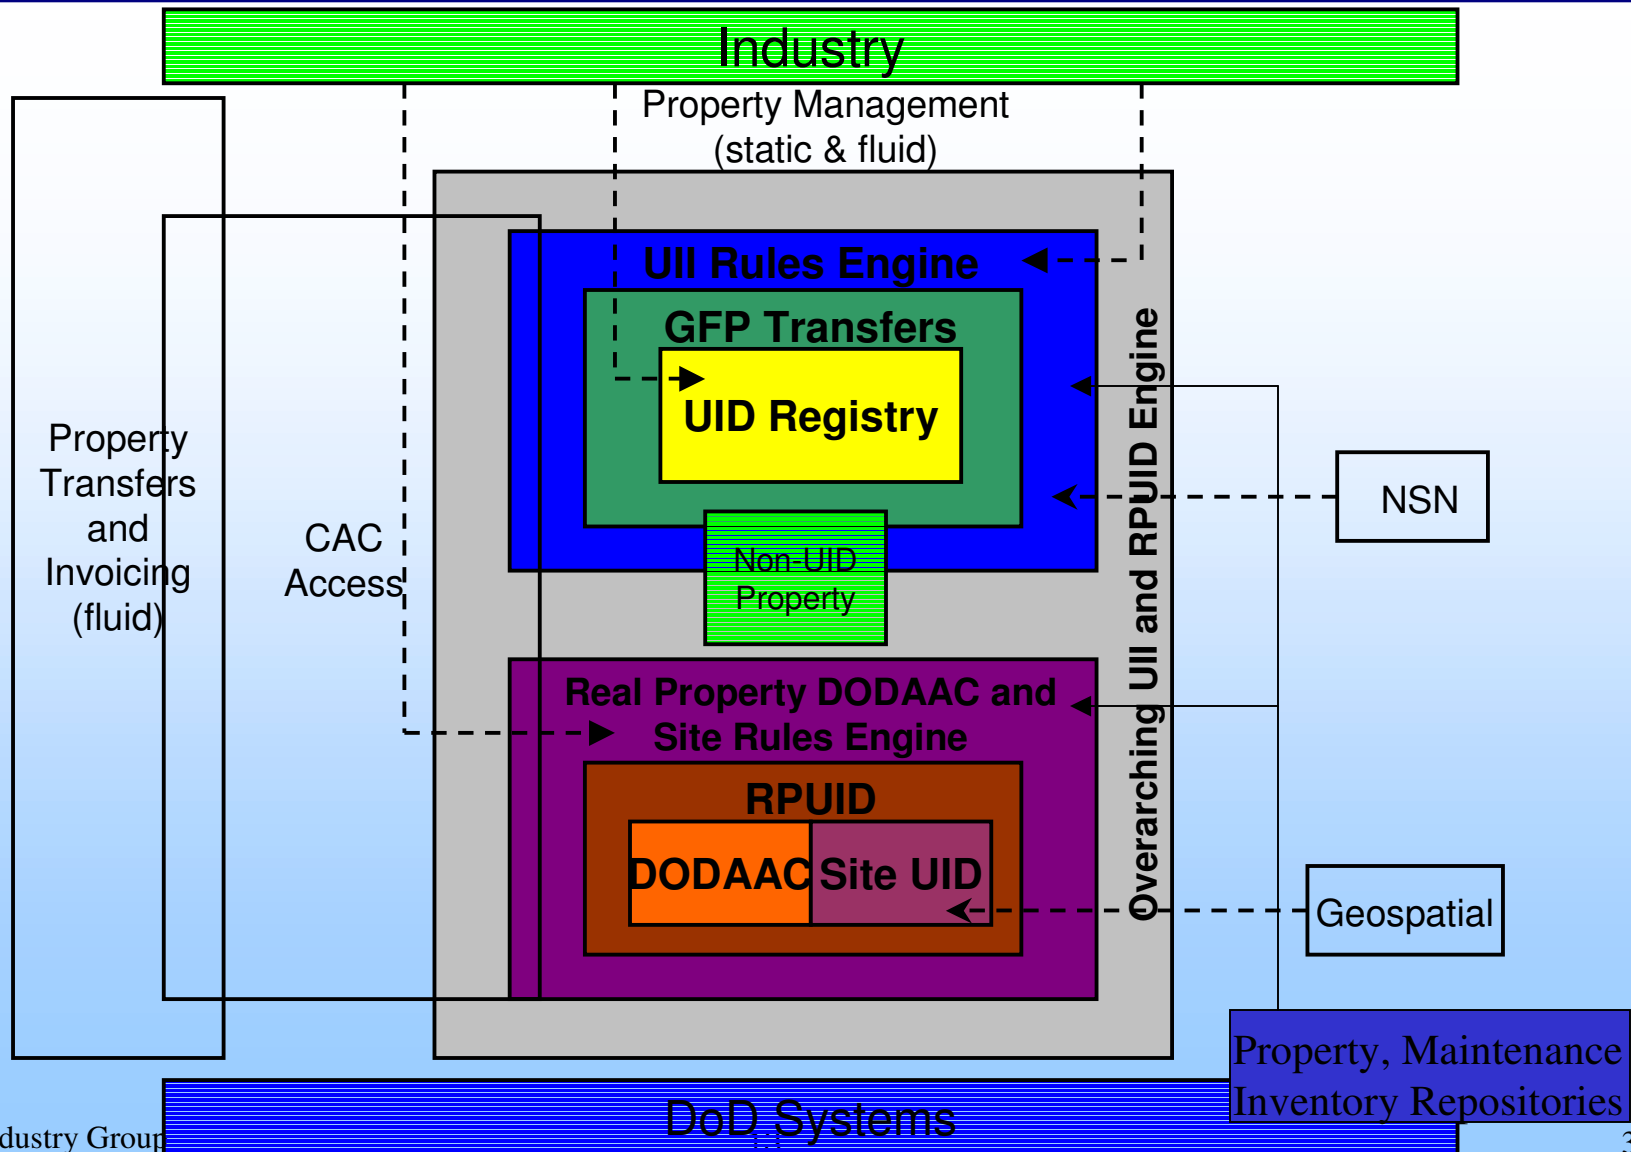 Industry
Property Management
(static & fluid)
UII Rules Engine
GFP Transfers
UID Registry
Non-UID
Property
Property
Transfers
and
Invoicing
(fluid)
CAC
Access
Overarching UII and RPUID Engine
NSN
Real Property DODAAC and
Site Rules Engine
RPUID
DODAAC
Site UID
Geospatial
Property, Maintenance
Inventory Repositories
DoD Systems
dustry Group
3